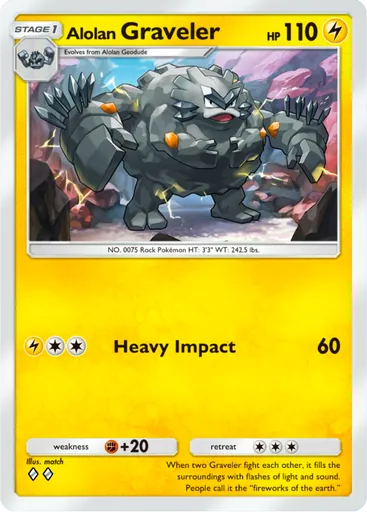 STAGE 1
Alolan Graveler
HP 110
Evolves from Alolan Geodude
NO. 0075 Rock Pokémon HT: 3'3" WT: 242.5 lbs.
Heavy Impact 60
weakness +20
retreat
Illus. match
When two Graveler fight each other, it fills the
surroundings with flashes of light and sound.
People call it the "fireworks of the earth."